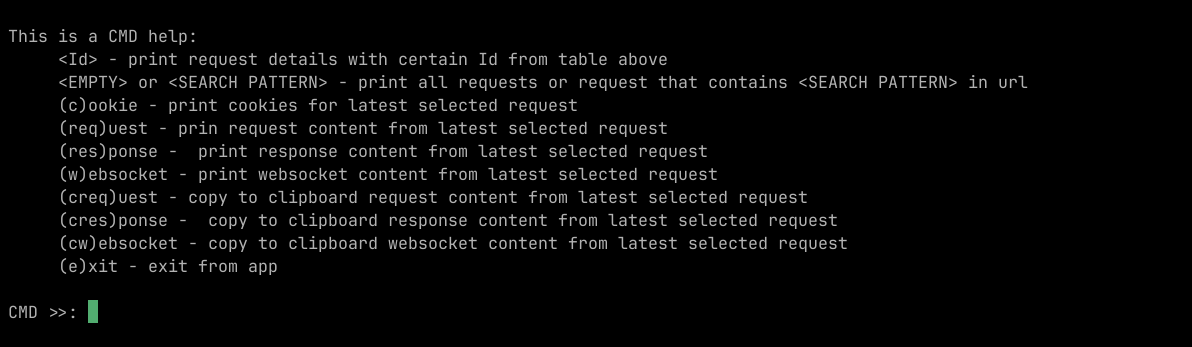 This is a CMD help:
<Id> - print request details with certain Id from table above
<EMPTY> or <SEARCH PATTERN> - print all requests or request that contains <SEARCH PATTERN> in url
(c)ookie - print cookies for latest selected request
(req)uest - prin request content from latest selected request
(res)ponse -  print response content from latest selected request
(w)ebsocket - print websocket content from latest selected request
(creq)uest - copy to clipboard request content from latest selected request
(cres)ponse -  copy to clipboard response content from latest selected request
(cw)ebsocket - copy to clipboard websocket content from latest selected request
(e)xit - exit from app
CMD >>: